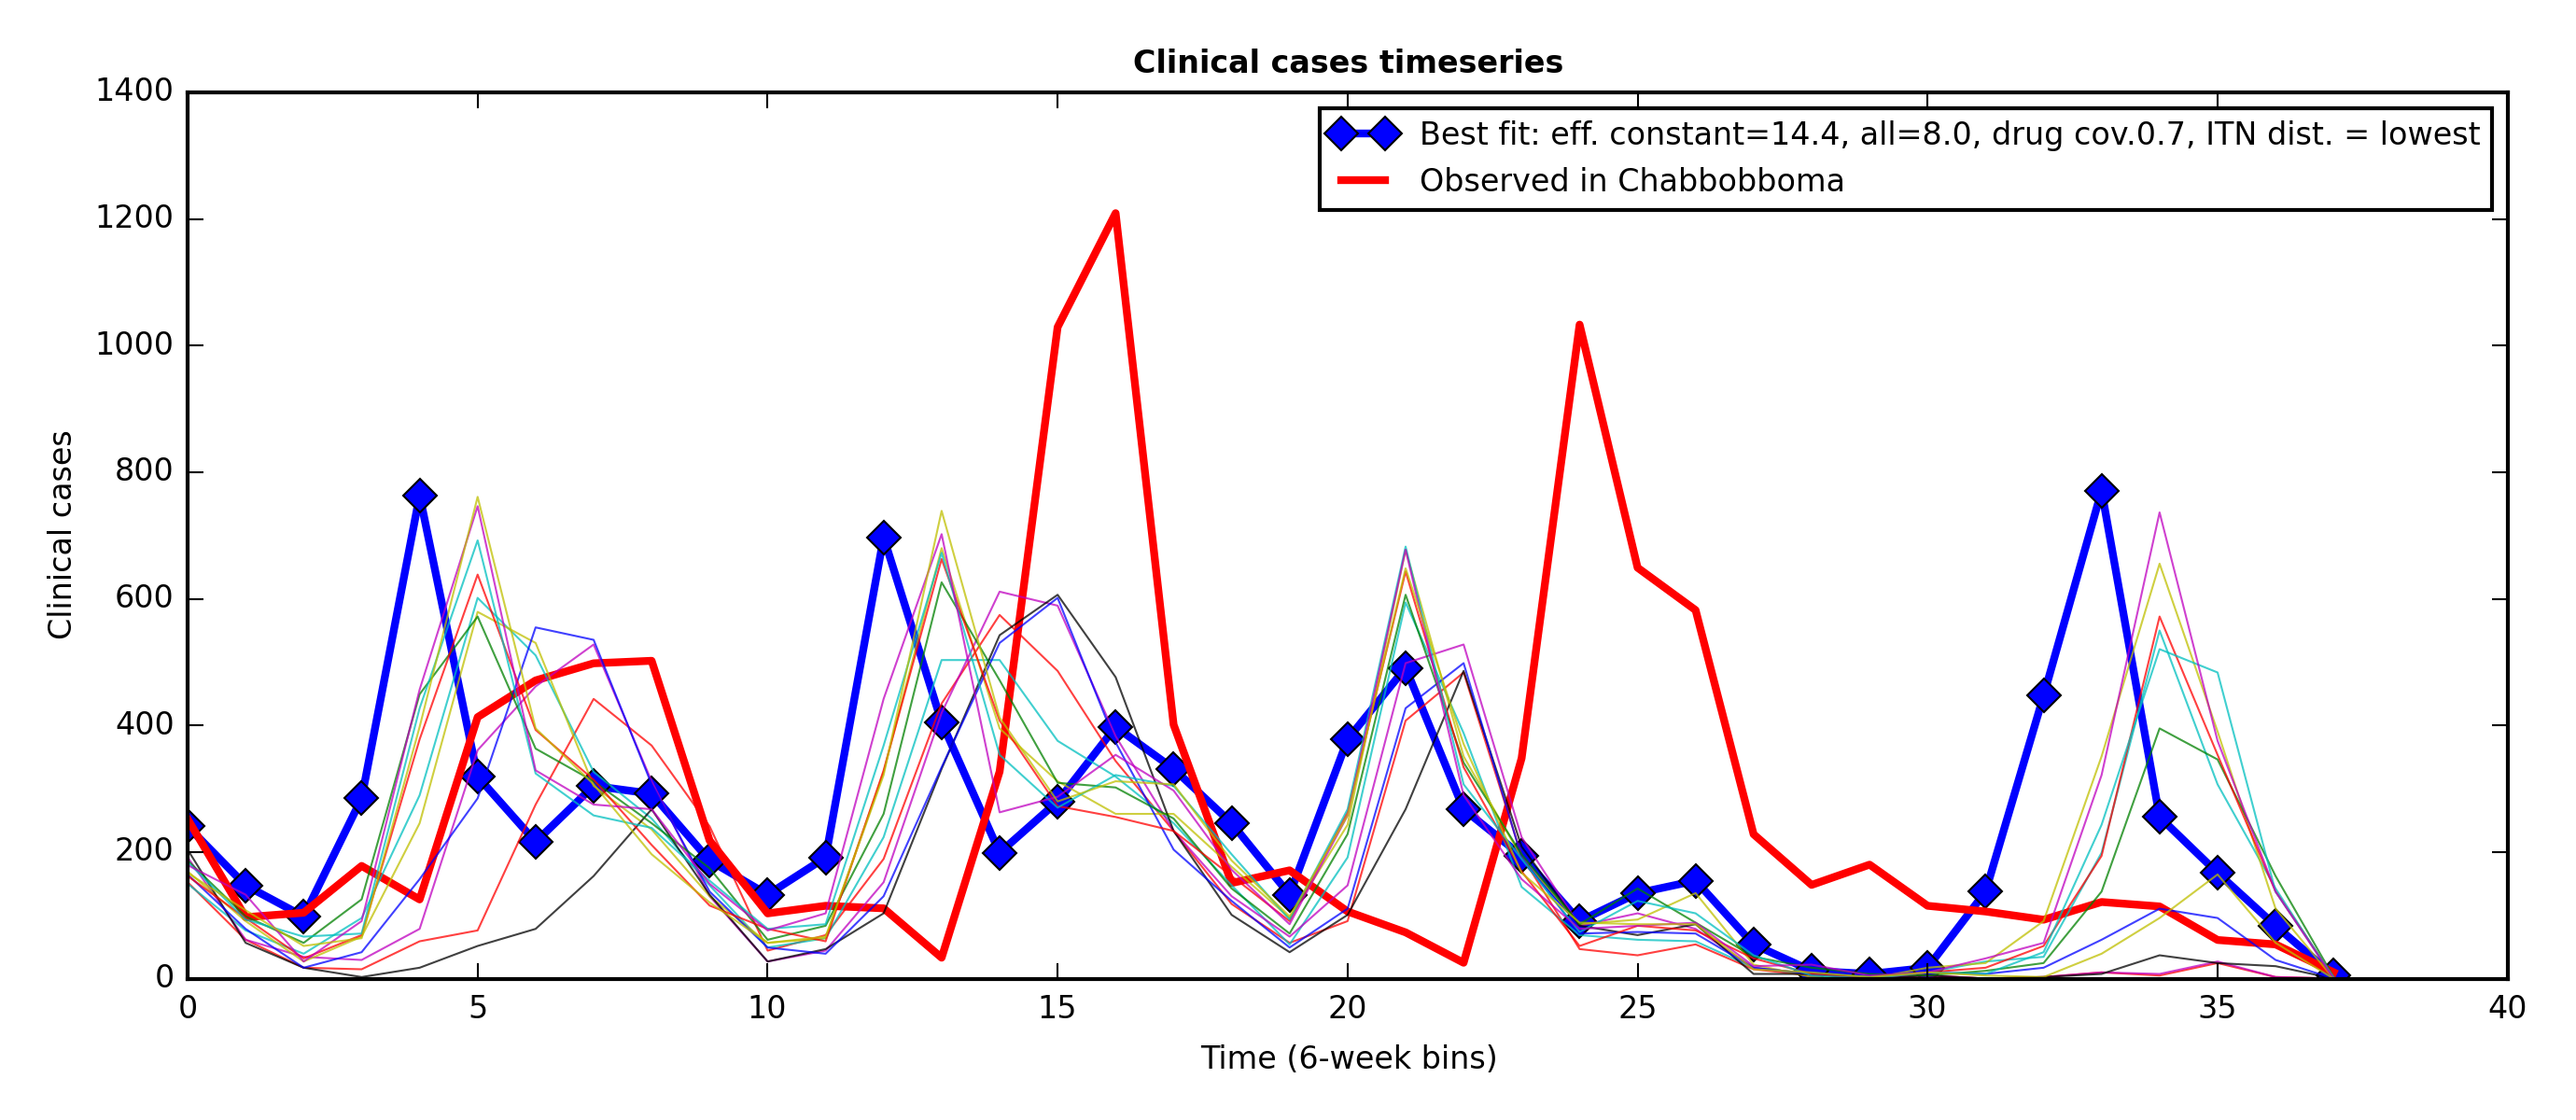 Clinical cases timeseries
1400
1200
1000
800
600
400
200
0
Clinical cases
Best fit: eff. constant=14.4, all=8.0, drug cov.0.7, ITN dist. = lowest
Observed in Chabbobboma
0 5 10 15 20 25 30 35 40
Time (6-week bins)